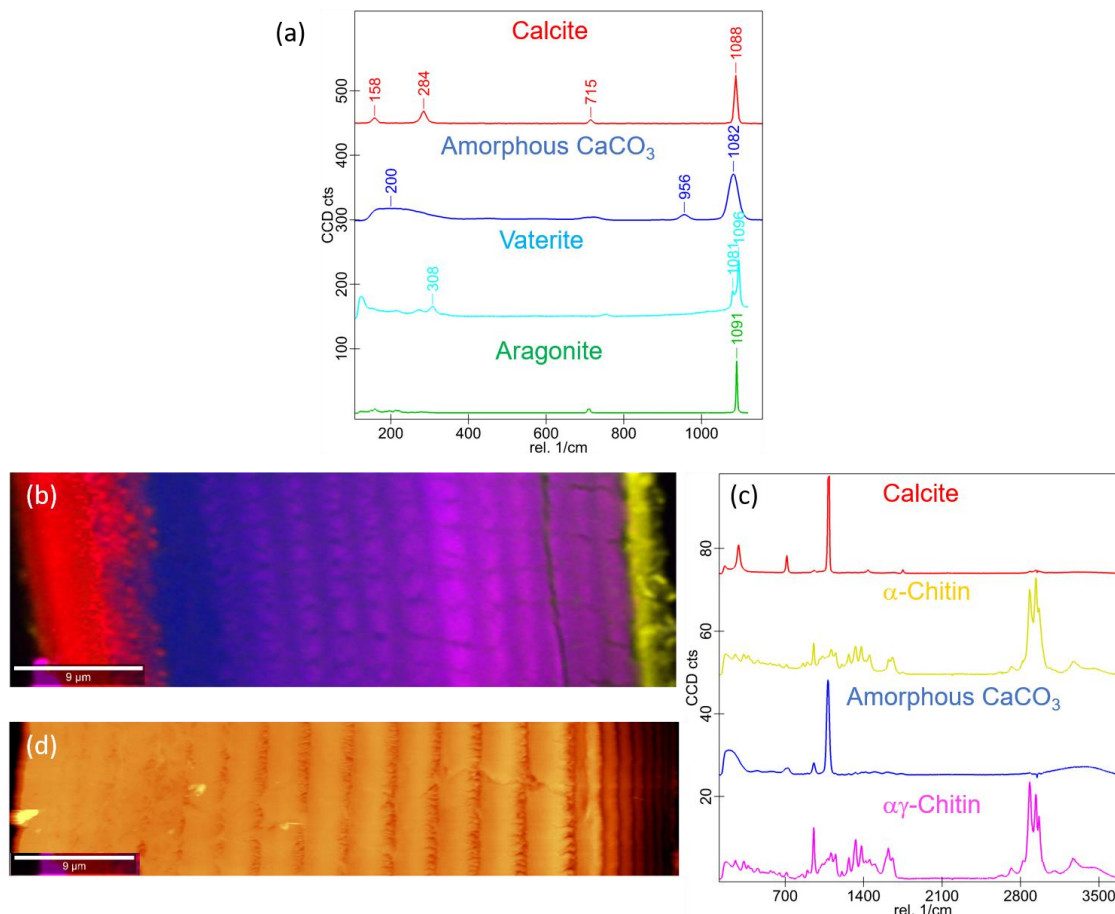 (a)
Calcite
158
284
715
1088
Amorphous CaCO₃
200
956
1082
Vaterite
308
1081
1096
Aragonite
1091
500
400
300
200
100
CCD cts
200 400 600 800 1000
rel. 1/cm
(b)
9 µm
(c)
Calcite
α-Chitin
Amorphous CaCO₃
αγ-Chitin
80
60
40
20
CCD cts
700 1400 2100 2800 3500
rel. 1/cm
(d)
9 µm